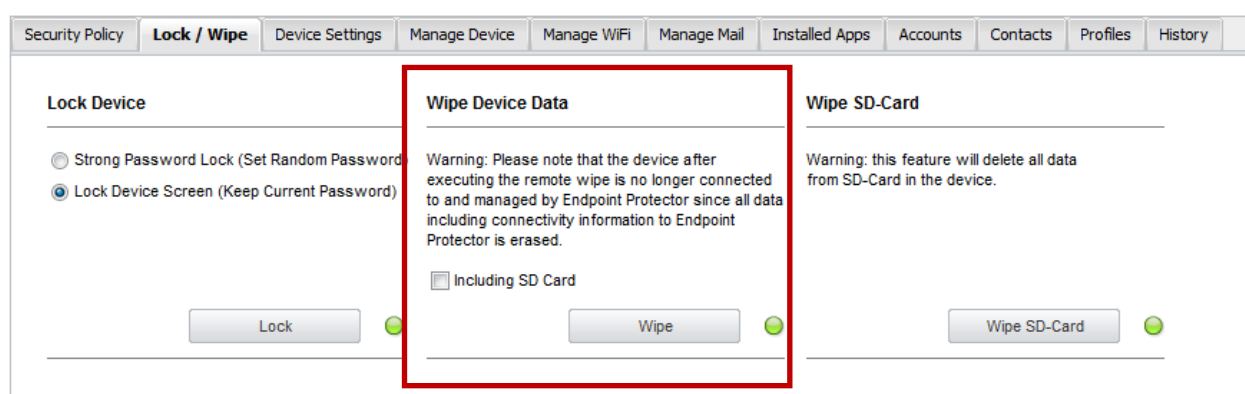 Security Policy Lock / Wipe Device Settings Manage Device Manage WiFi Manage Mail Installed Apps Accounts Contacts Profiles History
Lock Device
Strong Password Lock (Set Random Password)
Lock Device Screen (Keep Current Password)
Lock
Wipe Device Data
Warning: Please note that the device after
executing the remote wipe is no longer connected
to and managed by Endpoint Protector since all data
including connectivity information to Endpoint
Protector is erased.
Including SD Card
Wipe
Wipe SD-Card
Warning: this feature will delete all data
from SD-Card in the device.
Wipe SD-Card